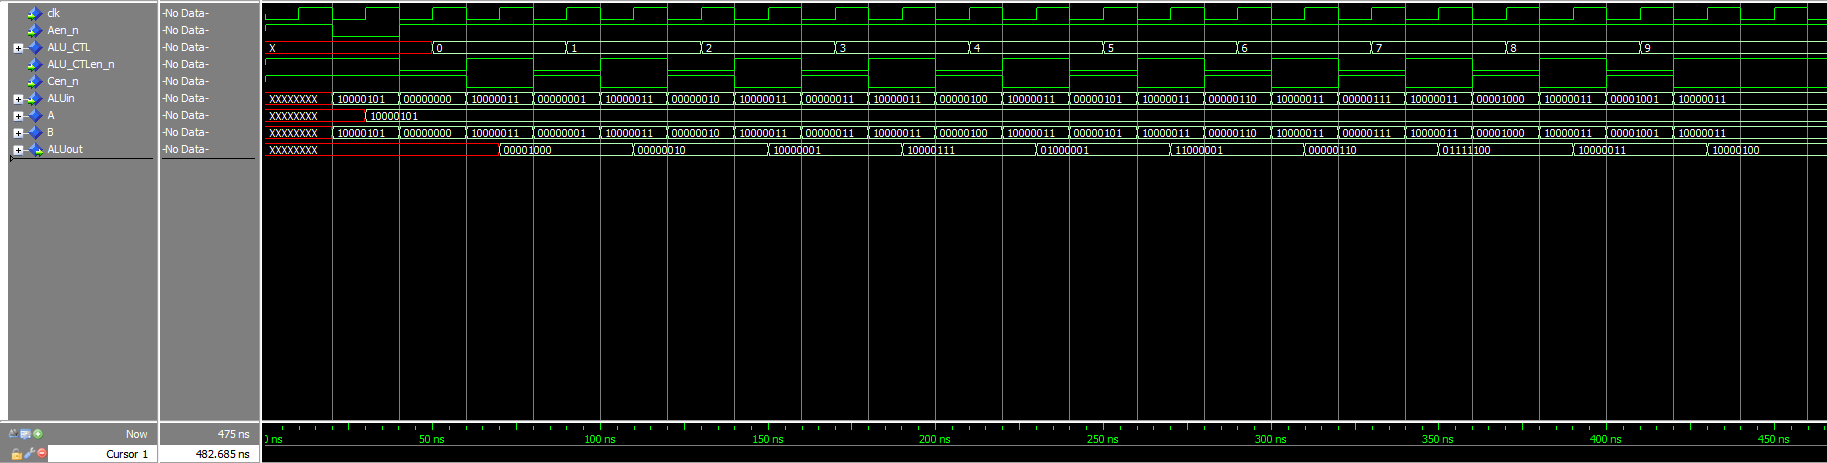 clk -No Data-
Aen_n -No Data-
ALU_CTL -No Data- X 0 1 2 3 4 5 6 7 8 9
ALU_CTLen_n -No Data-
Cen_n -No Data-
ALUin -No Data- XXXXXXXX 10000101 00000000 10000011 00000001 10000011 00000010 10000011 00000011 10000011 00000100 10000011 00000101 10000011 00000110 10000011 00000111 10000011 00001000 10000011 00001001 10000011
A -No Data- XXXXXXXX 10000101
B -No Data- XXXXXXXX 10000101 00000000 10000011 00000001 10000011 00000010 10000011 00000011 10000011 00000100 10000011 00000101 10000011 00000110 10000011 00000111 10000011 00001000 10000011 00001001 10000011
ALUout -No Data- XXXXXXXX 00001000 00000010 10000001 10000111 01000001 11000001 00000110 01111100 10000011 10000100
Now 475 ns
0 ns 50 ns 100 ns 150 ns 200 ns 250 ns 300 ns 350 ns 400 ns 450 ns
Cursor 1 482.685 ns